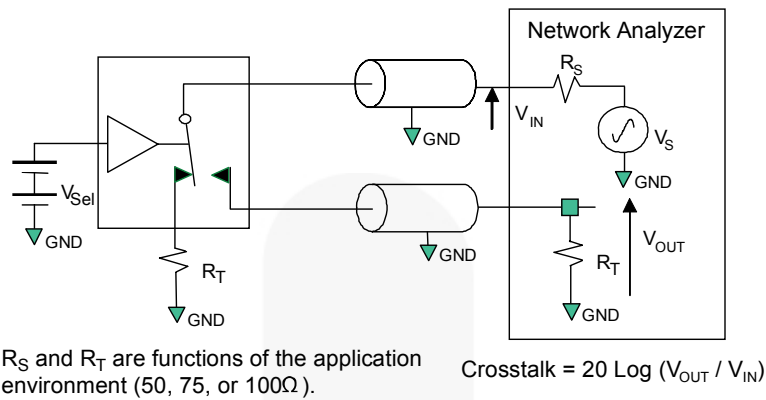 Network Analyzer
R_S
V_IN
GND
V_S
GND
V_Sel
GND
R_T
GND
GND
V_OUT
R_T
GND
R_S and R_T are functions of the application
environment (50, 75, or 100Ω ).
Crosstalk = 20 Log (V_OUT / V_IN)